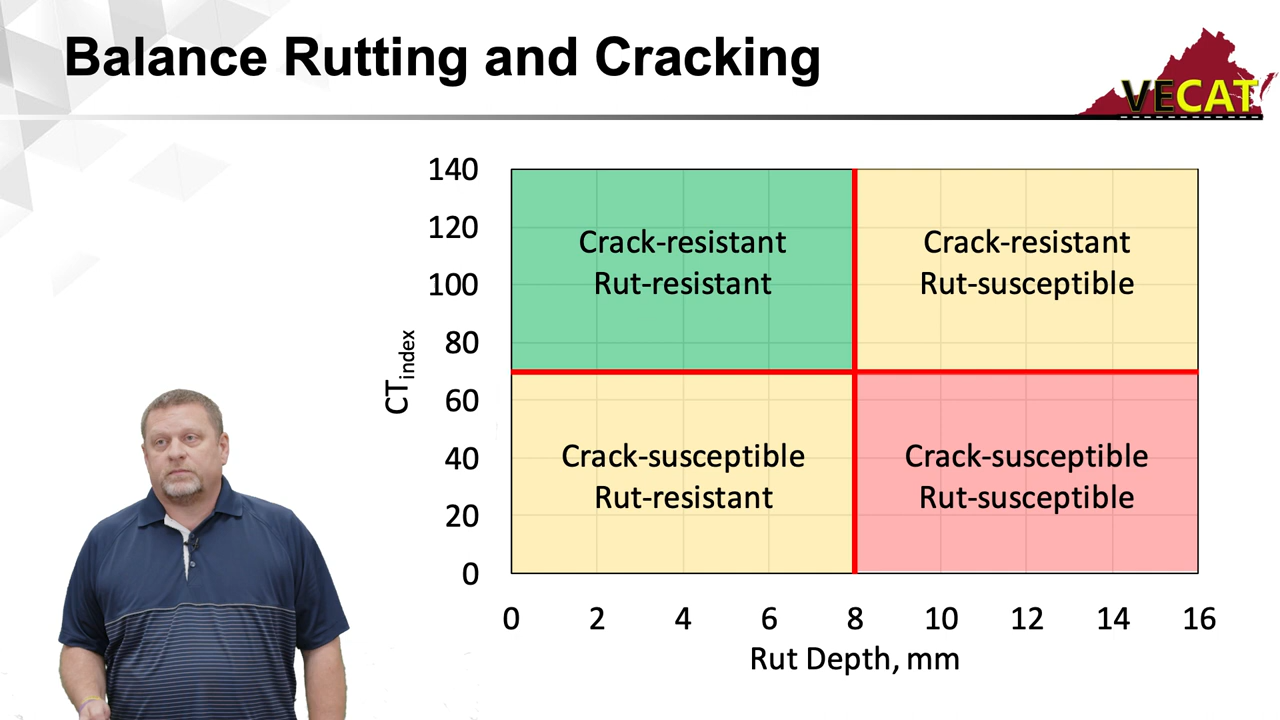 Balance Rutting and Cracking
VECAT
140
120
100
80
60
40
20
0
CTindex
Crack-resistant
Rut-resistant
Crack-resistant
Rut-susceptible
Crack-susceptible
Rut-resistant
Crack-susceptible
Rut-susceptible
0 2 4 6 8 10 12 14 16
Rut Depth, mm